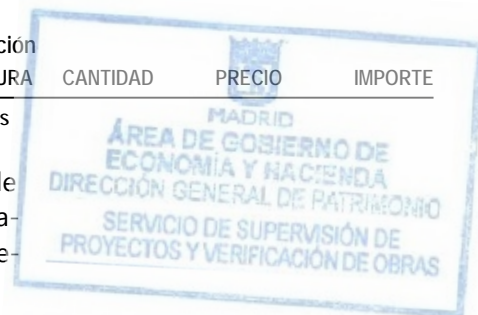 ción
URA CANTIDAD PRECIO IMPORTE
s
le
a-
e-
MADRID
ÁREA DE GOBIERNO DE
ECONOMÍA Y HACIENDA
DIRECCIÓN GENERAL DE PATRIMONIO
SERVICIO DE SUPERVISIÓN DE
PROYECTOS Y VERIFICACIÓN DE OBRAS